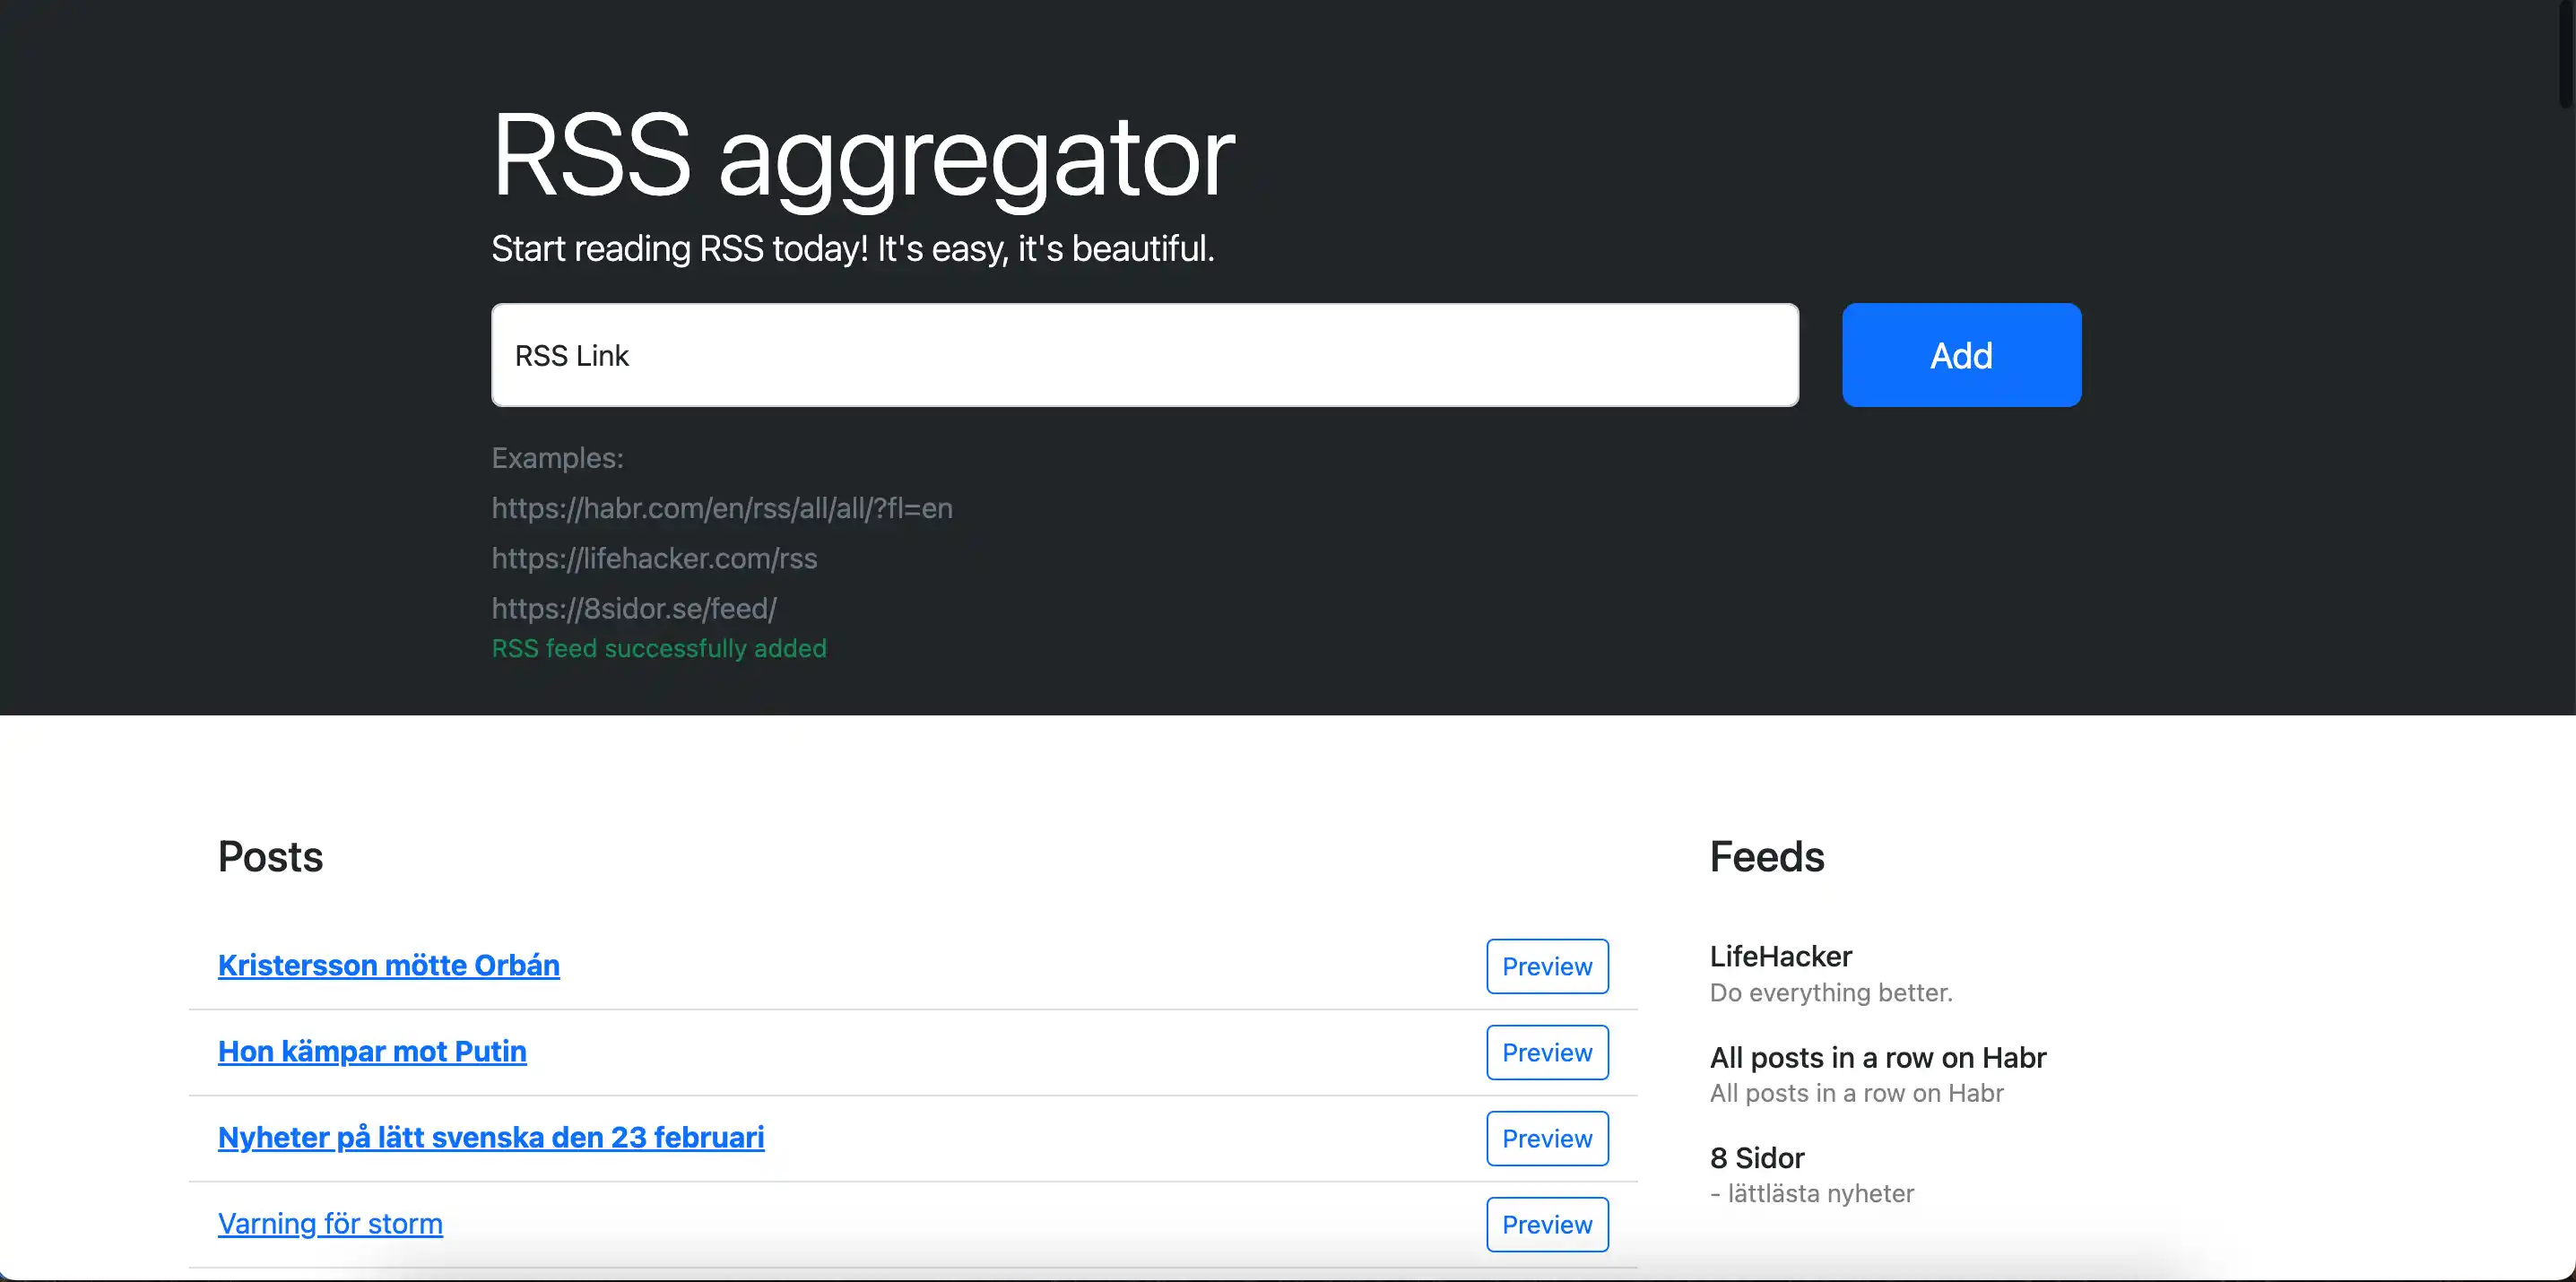 RSS aggregator
Start reading RSS today! It's easy, it's beautiful.
RSS Link
Add
Examples:
https://habr.com/en/rss/all/all/?fl=en
https://lifehacker.com/rss
https://8sidor.se/feed/
RSS feed successfully added
Posts
Kristersson mötte Orbán
Preview
Hon kämpar mot Putin
Preview
Nyheter på lätt svenska den 23 februari
Preview
Varning för storm
Preview
Feeds
LifeHacker
Do everything better.
All posts in a row on Habr
All posts in a row on Habr
8 Sidor
- lättlästa nyheter